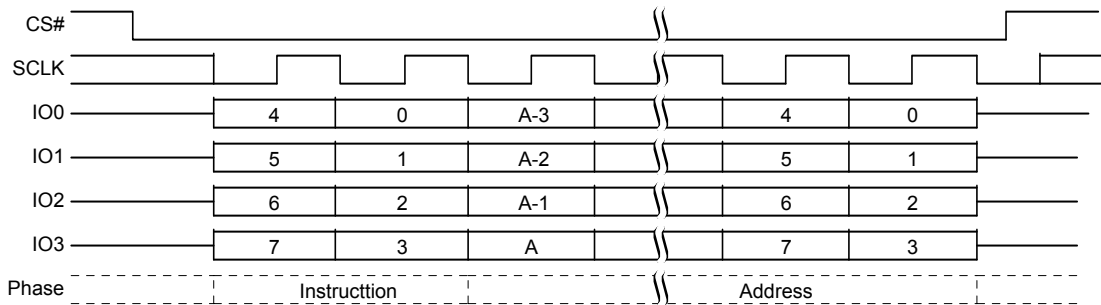 CS#
SCLK
IO0 4 0 A-3 4 0
IO1 5 1 A-2 5 1
IO2 6 2 A-1 6 2
IO3 7 3 A 7 3
Phase Instructtion Address